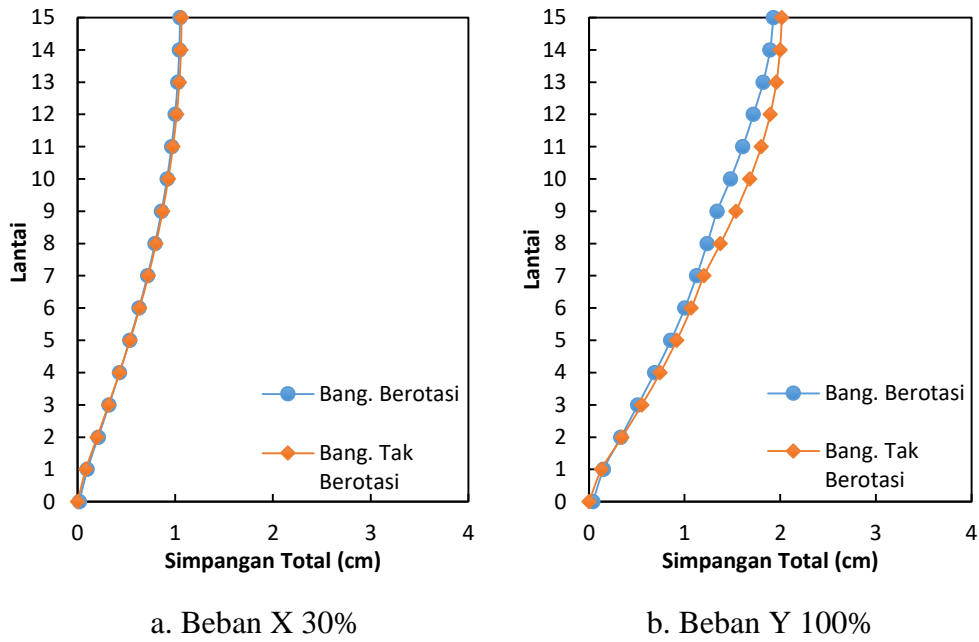 15
14
13
12
11
10
9
8
7
6
5
4
3
2
1
0
Lantai
Bang. Berotasi
Bang. Tak
Berotasi
0 1 2 3 4
Simpangan Total (cm)
a. Beban X 30%
15
14
13
12
11
10
9
8
7
6
5
4
3
2
1
0
Lantai
Bang. Berotasi
Bang. Tak
Berotasi
0 1 2 3 4
Simpangan Total (cm)
b. Beban Y 100%